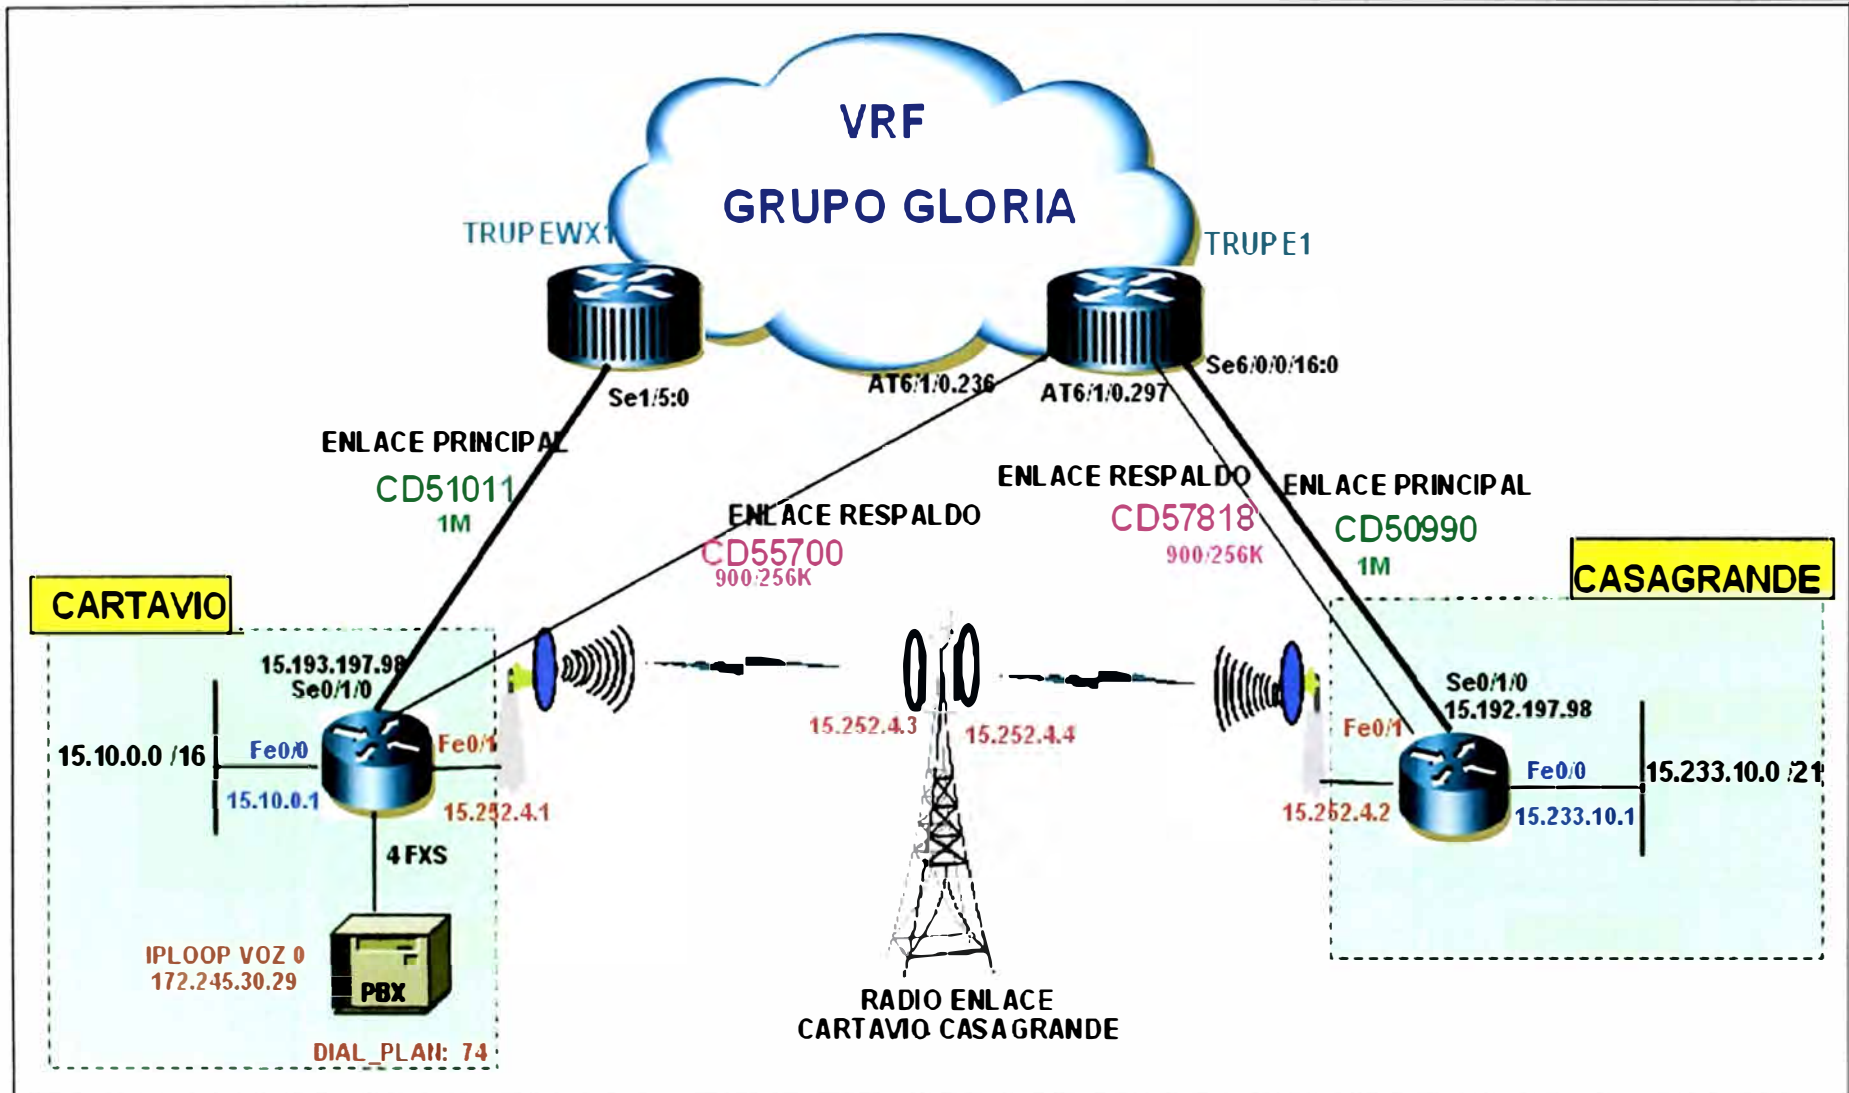 VRF
GRUPO GLORIA
TRUPEWX1
TRUPE1
Se1/5:0
AT6/1/0.236
AT6/1/0.297
Se6/0/0/16:0
ENLACE PRINCIPAL
CD51011
1M
ENLACE RESPALDO
CD55700
900/256K
ENLACE RESPALDO
CD57818
900/256K
ENLACE PRINCIPAL
CD50990
1M
CARTAVIO
CASAGRANDE
15.193.197.98
Se0/1/0
15.10.0.0 /16
Fe0/0
15.10.0.1
Fe0/1
15.252.4.1
4 FXS
IPLOOP VOZ 0
172.245.30.29
PBX
DIAL_PLAN: 74
15.252.4.3
15.252.4.4
RADIO ENLACE
CARTAVIO CASAGRANDE
Se0/1/0
15.192.197.98
Fe0/1
15.252.4.2
Fe0/0
15.233.10.1
15.233.10.0 /21